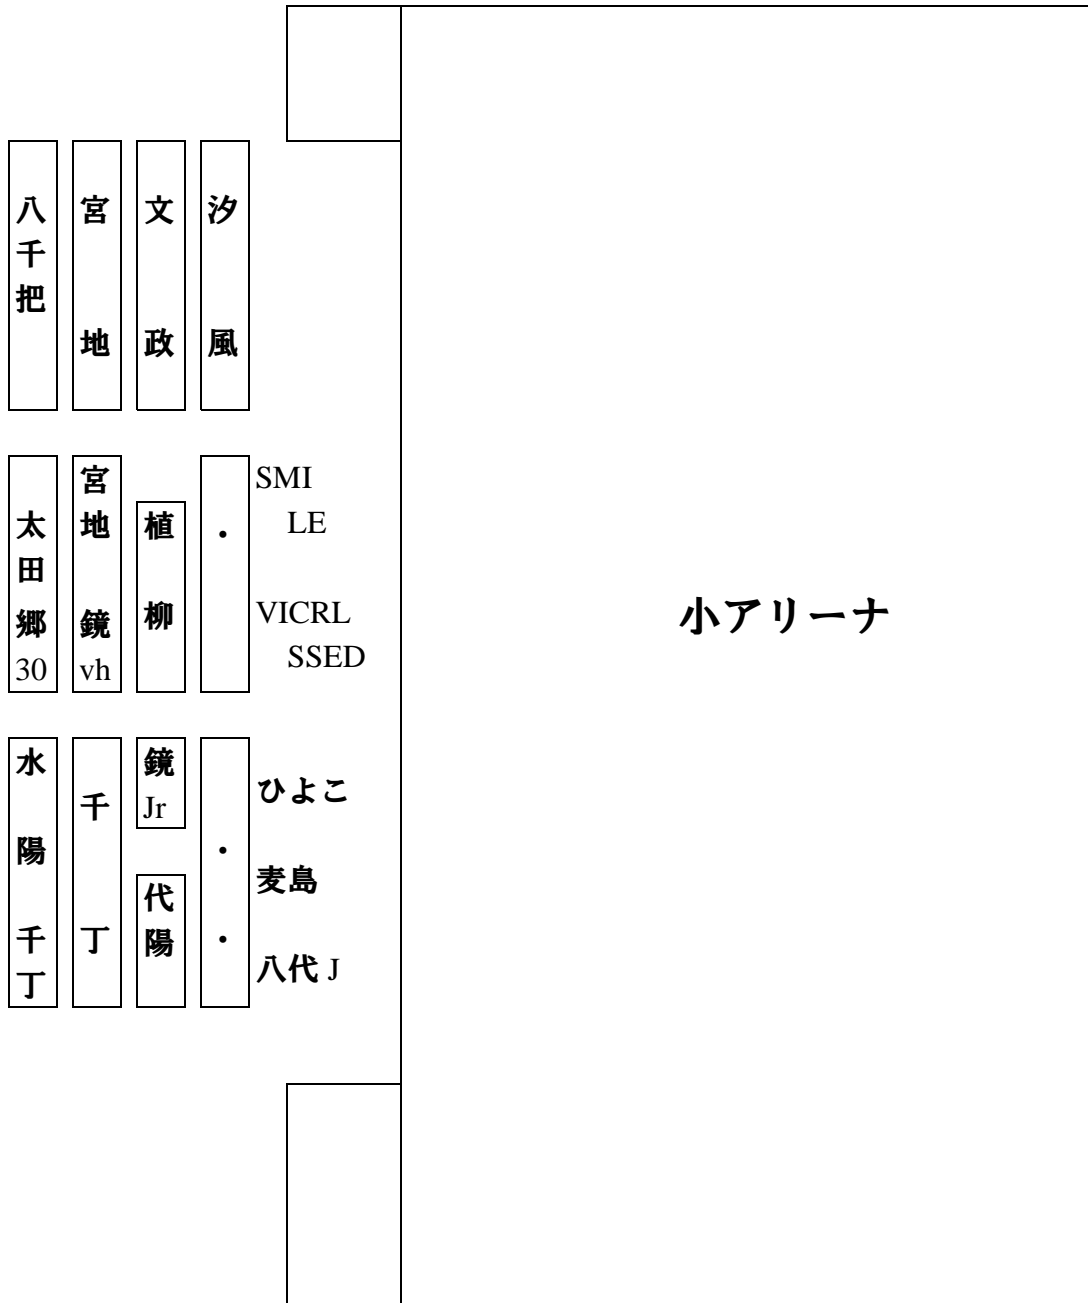 八千把
宮地
文政
汐風
太田郷
30
宮地
鏡
vh
植柳
・
SMI
LE
VICRL
SSED
小アリーナ
水陽
千丁
千丁
鏡
Jr
代陽
・
・
ひよこ
麦島
八代 J